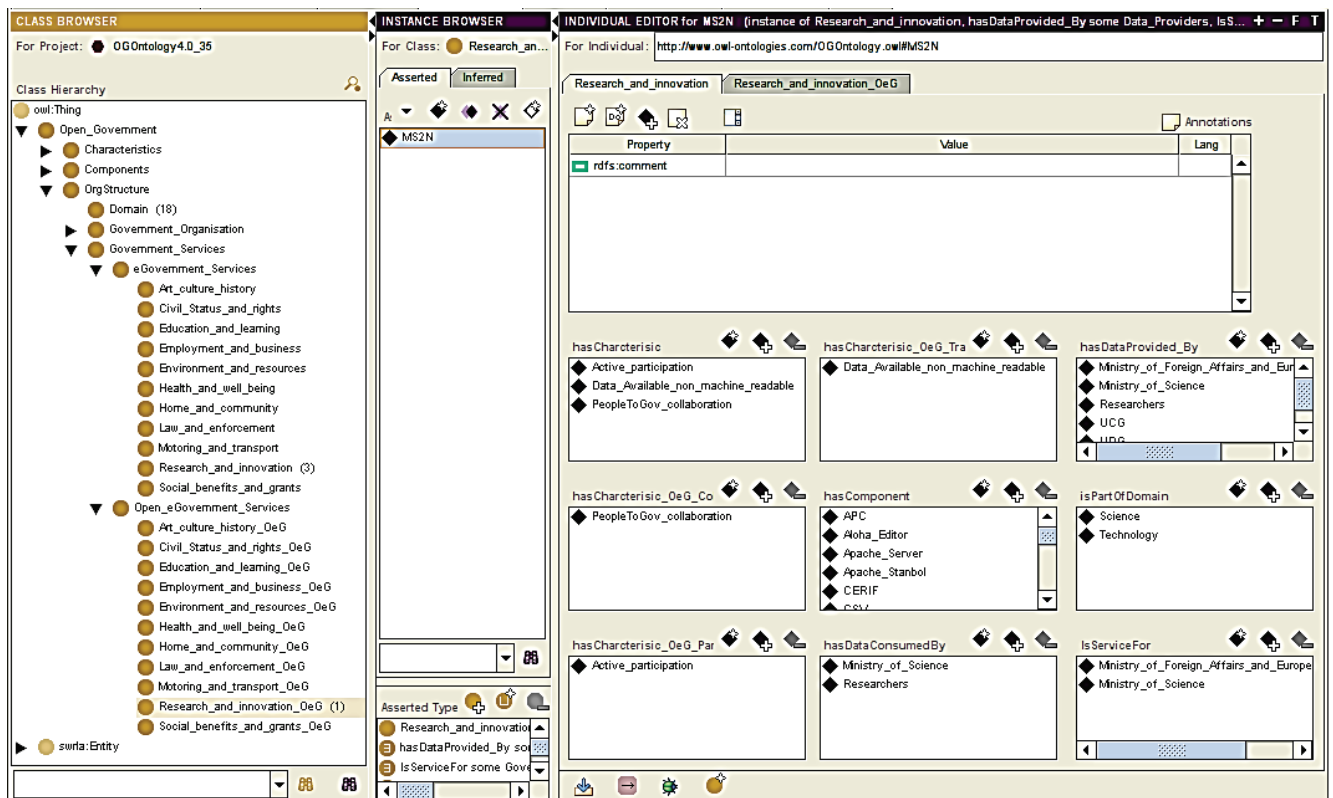 CLASS BROWSER
For Project: OGOntology4.0_35
Class Hierarchy
owl:Thing
Open_Government
Characteristics
Components
OrgStructure
Domain (18)
Government_Organisation
Government_Services
eGovernment_Services
Art_culture_history
Civil_Status_and_rights
Education_and_learning
Employment_and_business
Environment_and_resources
Health_and_well_being
Home_and_community
Law_and_enforcement
Motoring_and_transport
Research_and_innovation (3)
Social_benefits_and_grants
Open_eGovernment_Services
Art_culture_history_OeG
Civil_Status_and_rights_OeG
Education_and_learning_OeG
Employment_and_business_OeG
Environment_and_resources_OeG
Health_and_well_being_OeG
Home_and_community_OeG
Law_and_enforcement_OeG
Motoring_and_transport_OeG
Research_and_innovation_OeG (1)
Social_benefits_and_grants_OeG
swrla:Entity
INSTANCE BROWSER
For Class: Research_an...
Asserted Inferred
MS2N
Asserted Type
Research_and_innovation
hasDataProvided_By so
IsServiceFor some Gove
INDIVIDUAL EDITOR for MS2N (instance of Research_and_innovation, hasDataProvided_By some Data_Providers, IsS... + − F T
For Individual: http://www.owl-ontologies.com/OGOntology.owl#MS2N
Research_and_innovation Research_and_innovation_OeG
Annotations
Property Value Lang
rdfs:comment
hasCharcterisic
Active_participation
Data_Available_non_machine_readable
PeopleToGov_collaboration
hasCharcterisic_OeG_Tra
Data_Available_non_machine_readable
hasDataProvided_By
Ministry_of_Foreign_Affairs_and_Eur
Ministry_of_Science
Researchers
UCG
UDG
hasCharcterisic_OeG_Co
PeopleToGov_collaboration
hasComponent
APC
Aloha_Editor
Apache_Server
Apache_Stanbol
CERIF
CSV
isPartOfDomain
Science
Technology
hasCharcterisic_OeG_Par
Active_participation
hasDataConsumedBy
Ministry_of_Science
Researchers
IsServiceFor
Ministry_of_Foreign_Affairs_and_Europe
Ministry_of_Science